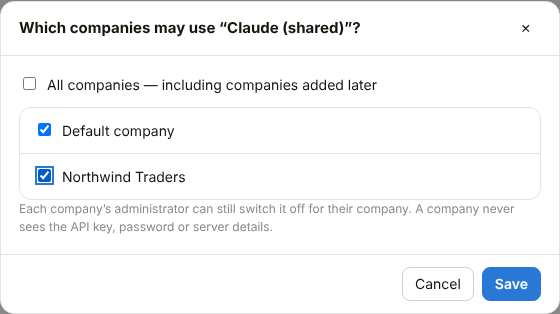 Which companies may use “Claude (shared)”?
×
All companies — including companies added later
Default company
Northwind Traders
Each company’s administrator can still switch it off for their company. A company never
sees the API key, password or server details.
Cancel
Save